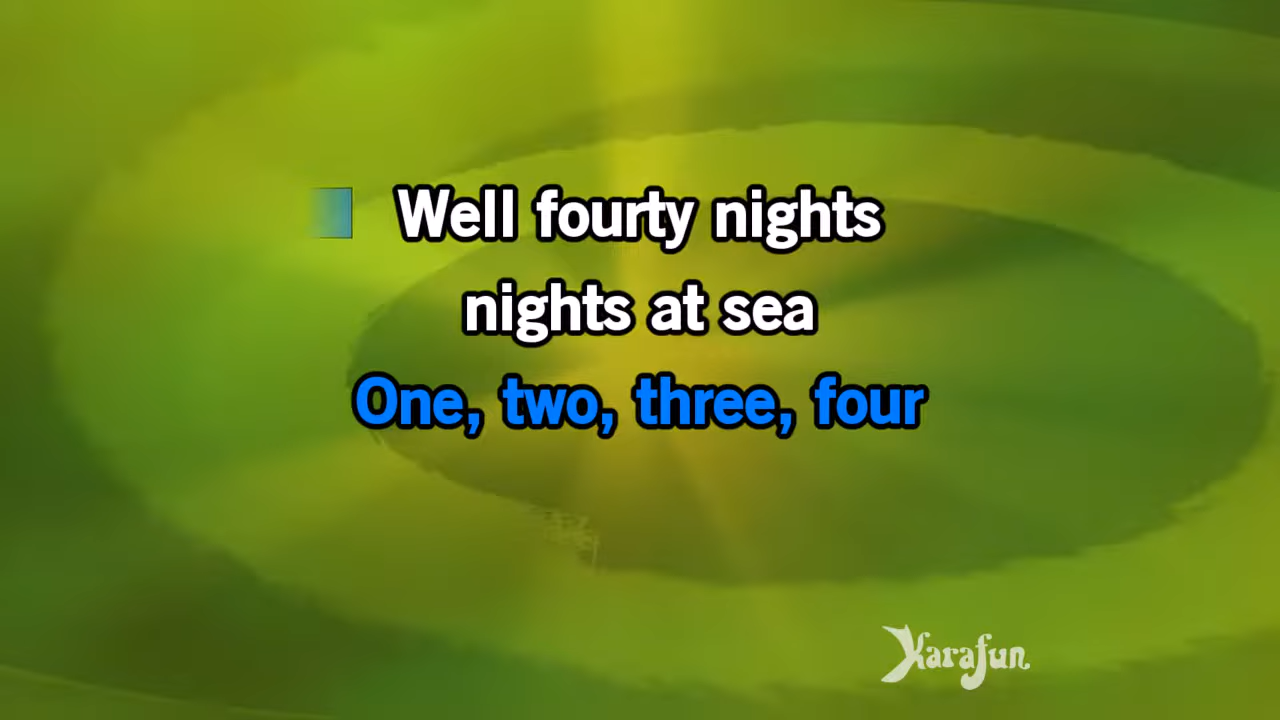 Well fourty nights
nights at sea
One, two, three, four
Karafun